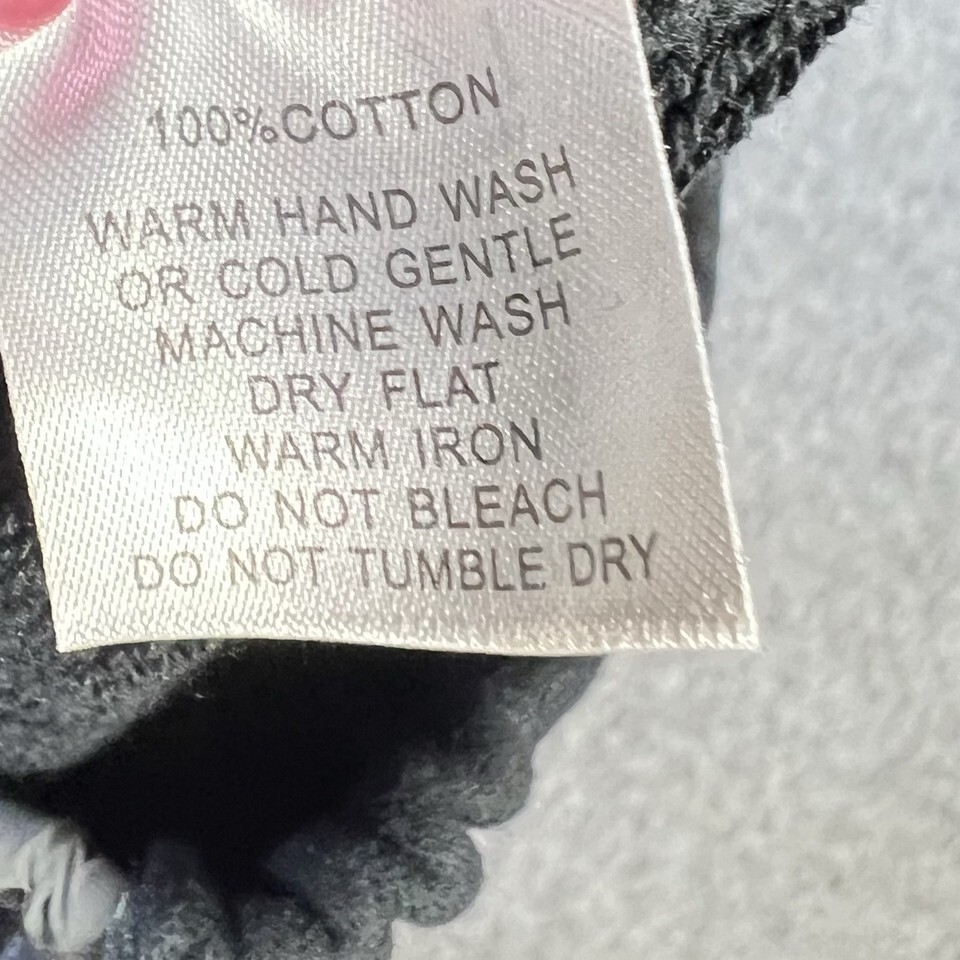 100%COTTON
WARM HAND WASH
OR COLD GENTLE
MACHINE WASH
DRY FLAT
WARM IRON
DO NOT BLEACH
DO NOT TUMBLE DRY